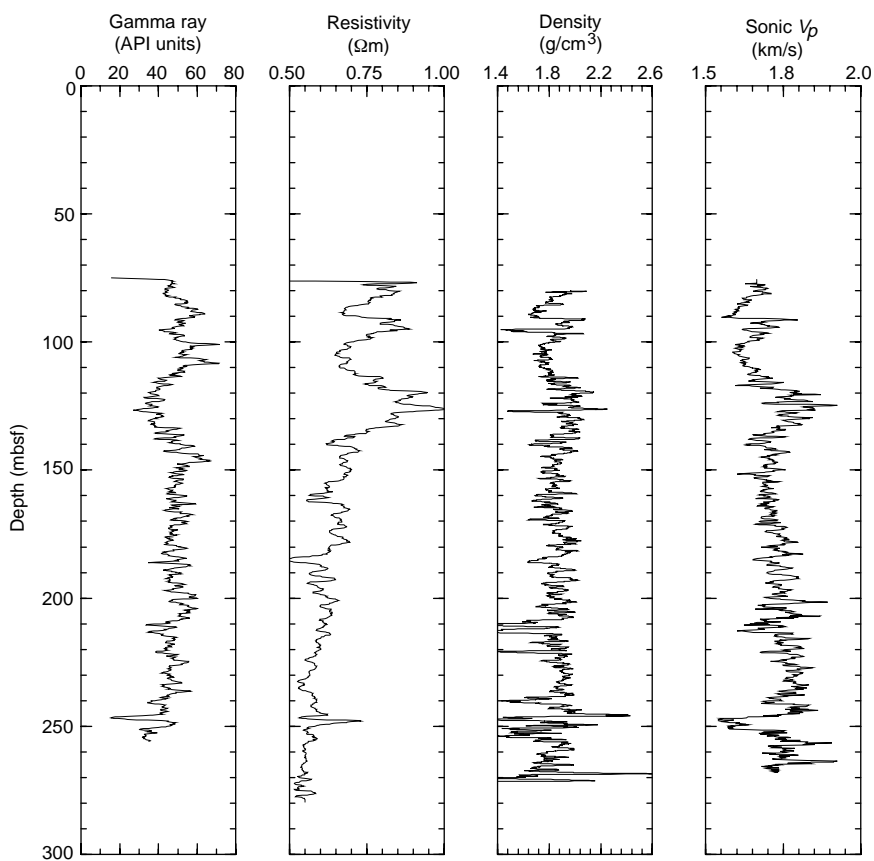 Gamma ray
(API units)
0 20 40 60 80
Resistivity
(Ωm)
0.50 0.75 1.00
Density
(g/cm3)
1.4 1.8 2.2 2.6
Sonic Vp
(km/s)
1.5 1.8 2.0
0
50
100
150
200
250
300
Depth (mbsf)